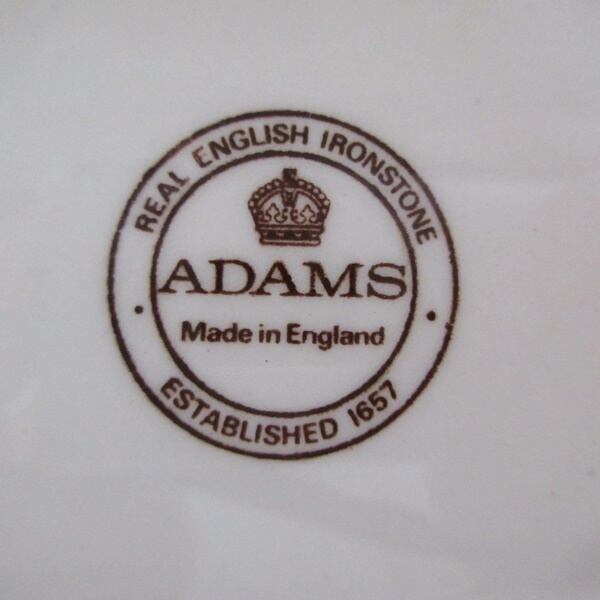 REAL ENGLISH IRONSTONE
ADAMS
Made in England
ESTABLISHED 1657